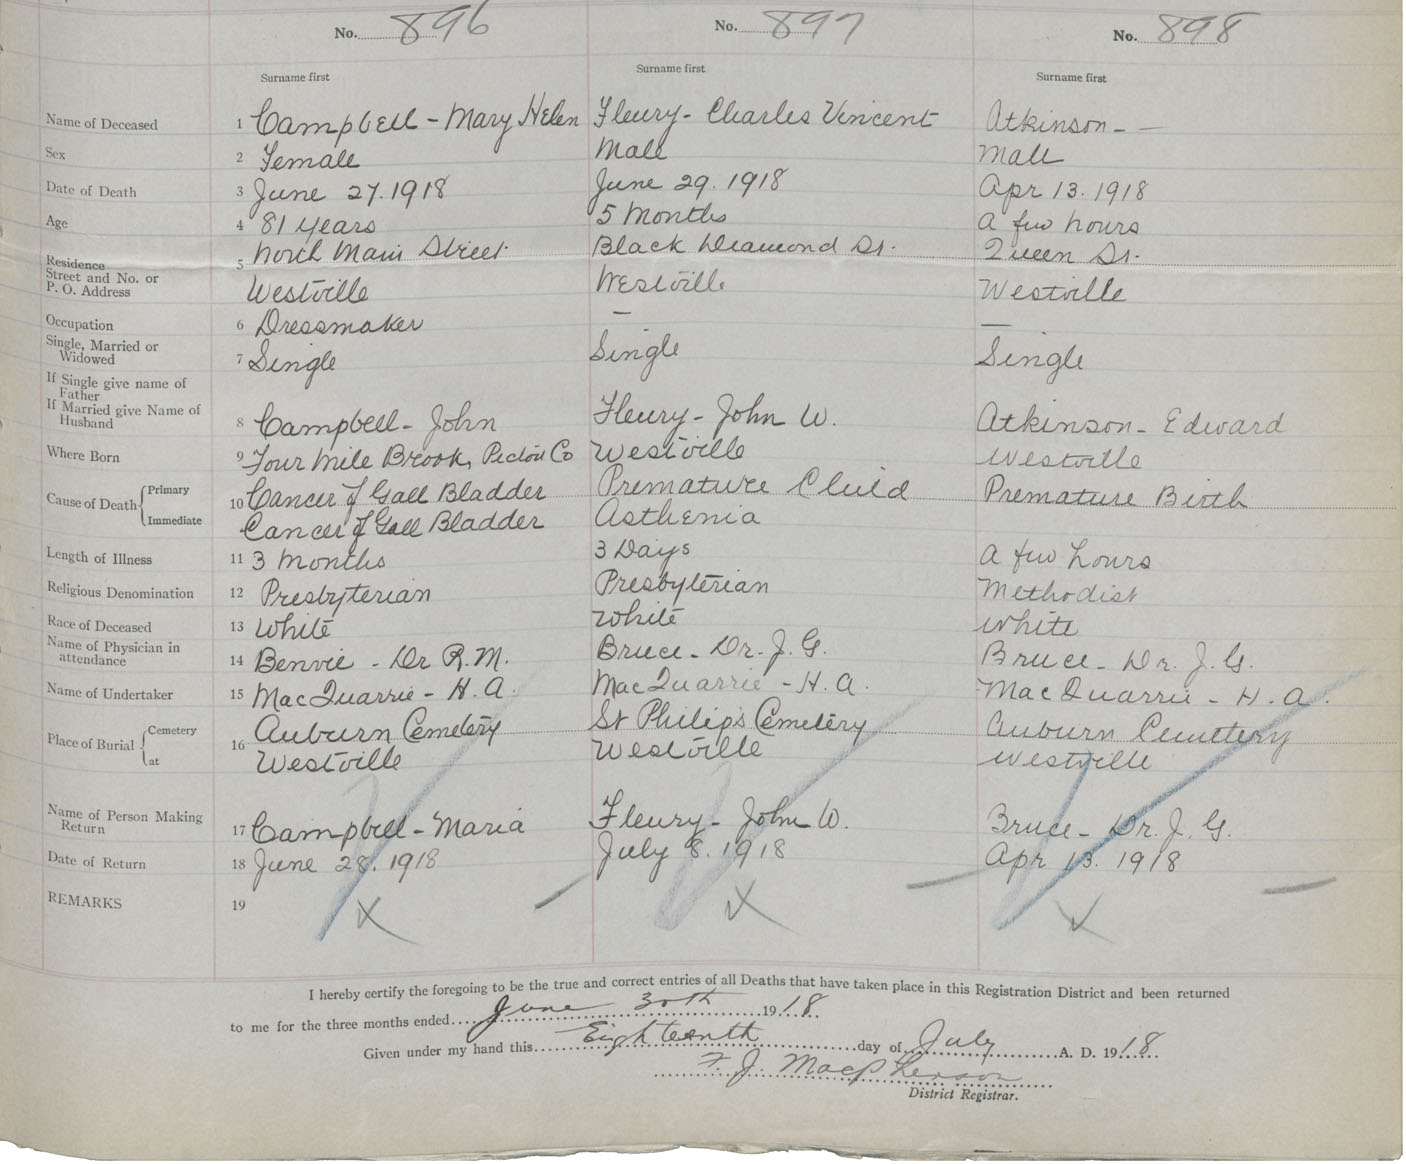 No. 896 No. 897 No. 898
Surname first Surname first Surname first
Name of Deceased 1 Campbell - Mary Helen Fleury - Charles Vincent Atkinson - —
Sex 2 Female Male Male
Date of Death 3 June 27. 1918 June 29. 1918 Apr 13. 1918
Age 4 81 years 5 Months a few hours
Residence 5 North Main Street Black Diamond St. Queen St.
Street and No. or
P. O. Address Westville Westville Westville
Occupation 6 Dressmaker — —
Single, Married or
Widowed 7 Single Single Single
If Single give name of
Father
If Married give Name of
Husband 8 Campbell - John Fleury - John W. Atkinson - Edward
Where Born 9 Four Mile Brook, Pictou Co Westville Westville
Cause of Death Primary 10 Cancer of Gall Bladder Premature Child Premature Birth
Immediate Cancer of Gall Bladder Asthenia
Length of Illness 11 3 Months 3 Days a few hours
Religious Denomination 12 Presbyterian Presbyterian Methodist
Race of Deceased 13 White White White
Name of Physician in
attendance 14 Benvie - Dr R. M. Bruce - Dr. J. G. Bruce - Dr. J. G.
Name of Undertaker 15 MacQuarrie - H. A. MacQuarrie - H. A. MacQuarrie - H. A.
Place of Burial Cemetery 16 Auburn Cemetery St Philip's Cemetery Auburn Cemetery
at Westville Westville Westville
Name of Person Making
Return 17 Campbell - Maria Fleury - John W. Bruce - Dr. J. G.
Date of Return 18 June 28. 1918 July 8. 1918 Apr 13. 1918
REMARKS 19
I hereby certify the foregoing to be the true and correct entries of all Deaths that have taken place in this Registration District and been returned
to me for the three months ended June 30th 1918.
Given under my hand this Eighteenth day of July A. D. 1918.
F. J. Macpherson
District Registrar.